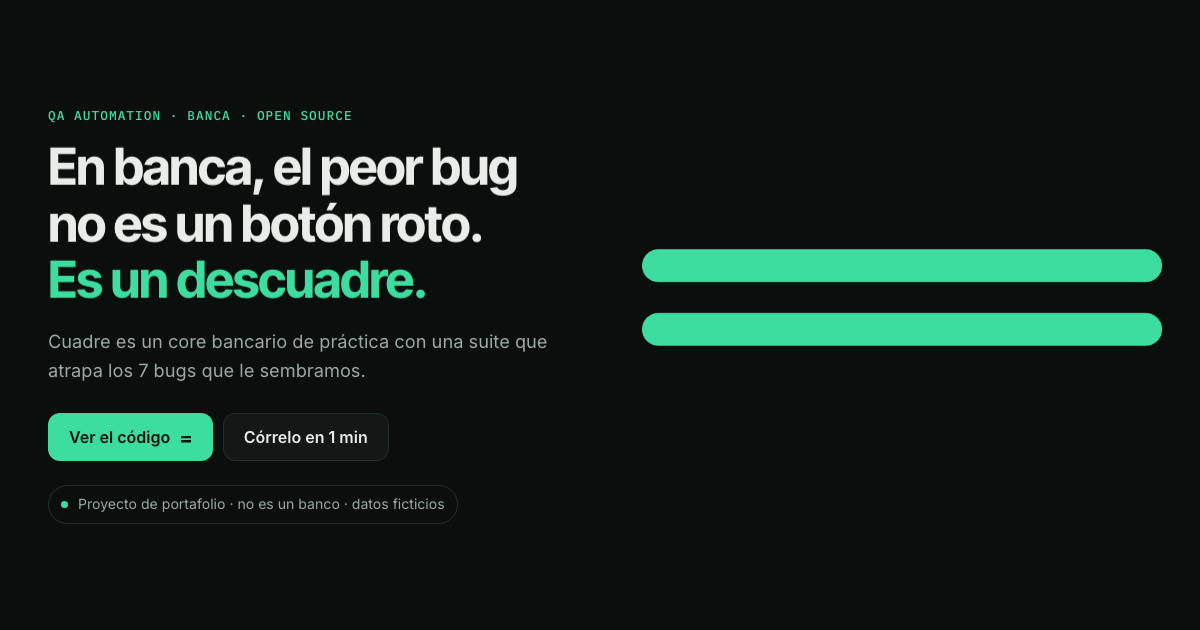 QA AUTOMATION · BANCA · OPEN SOURCE
En banca, el peor bug
no es un botón roto.
Es un descuadre.
Cuadre es un core bancario de práctica con una suite que
atrapa los 7 bugs que le sembramos.
Ver el código =
Córrelo en 1 min
Proyecto de portafolio · no es un banco · datos ficticios